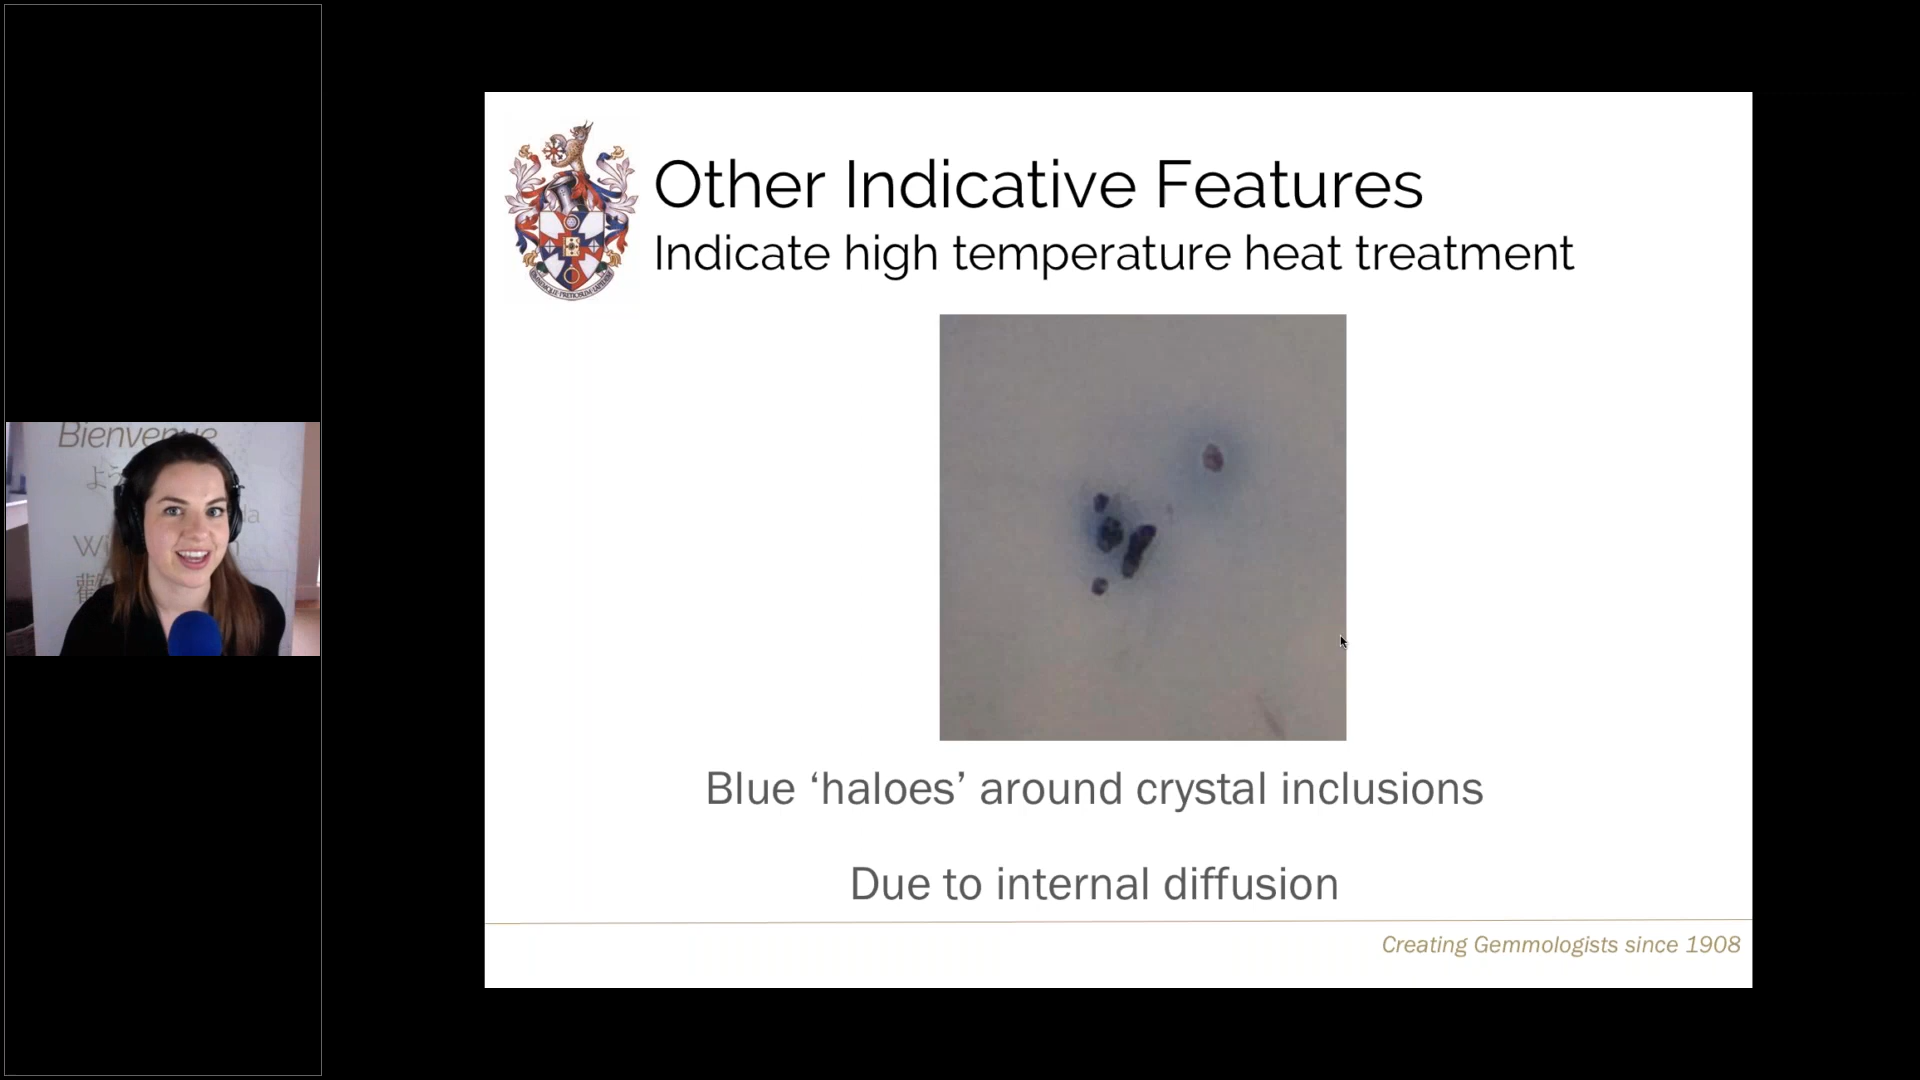 Bienvenue
Other Indicative Features
Indicate high temperature heat treatment
Blue ‘haloes’ around crystal inclusions
Due to internal diffusion
Creating Gemmologists since 1908